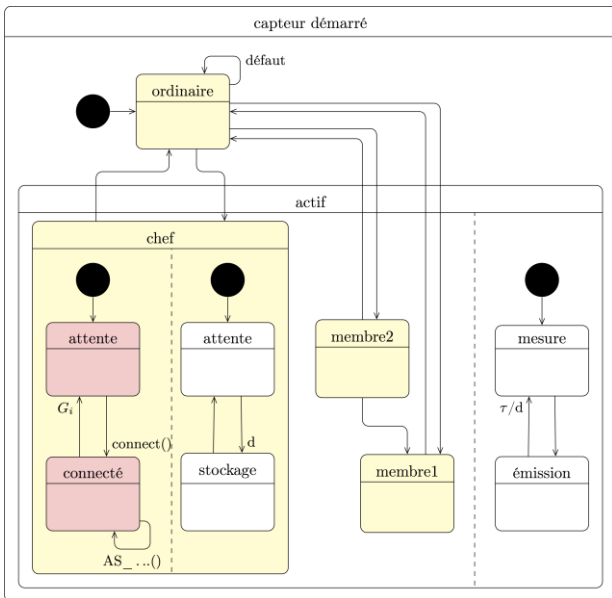 capteur démarré
défaut
ordinaire
actif
chef
attente
attente
membre2
mesure
G_i
connect()
d
τ/d
connecté
stockage
membre1
émission
AS_ ...()